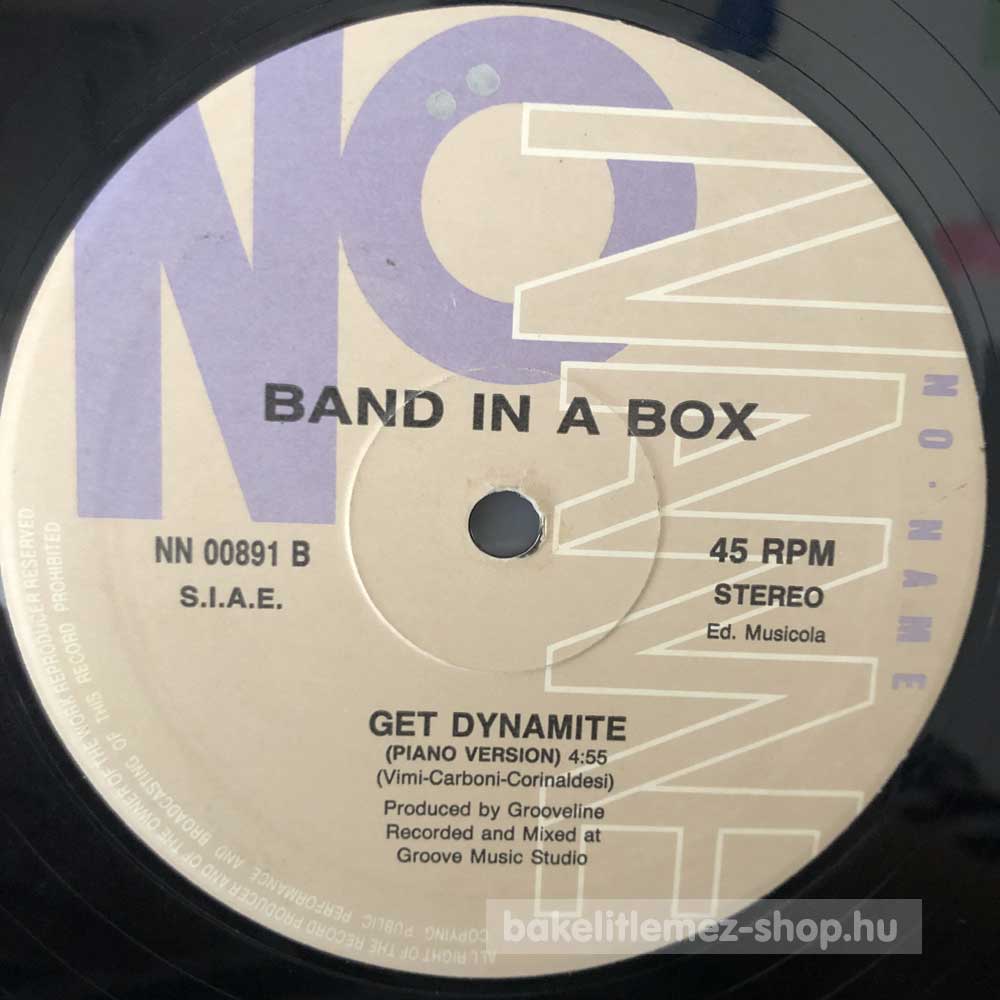 NO
NAME
NO · NAME
BAND IN A BOX
NN 00891 B
S.I.A.E.
45 RPM
STEREO
Ed. Musicola
GET DYNAMITE
(PIANO VERSION) 4:55
(Vimi-Carboni-Corinaldesi)
Produced by Grooveline
Recorded and Mixed at
Groove Music Studio
ALL RIGHT OF THE RECORD PRODUCER AND OF THE OWNER OF THE WORK REPRODUCER RESERVED.
COPYING PUBLIC PERFORMANCE AND BROADCASTING OF THIS RECORD PROHIBITED
bakelitlemez-shop.hu